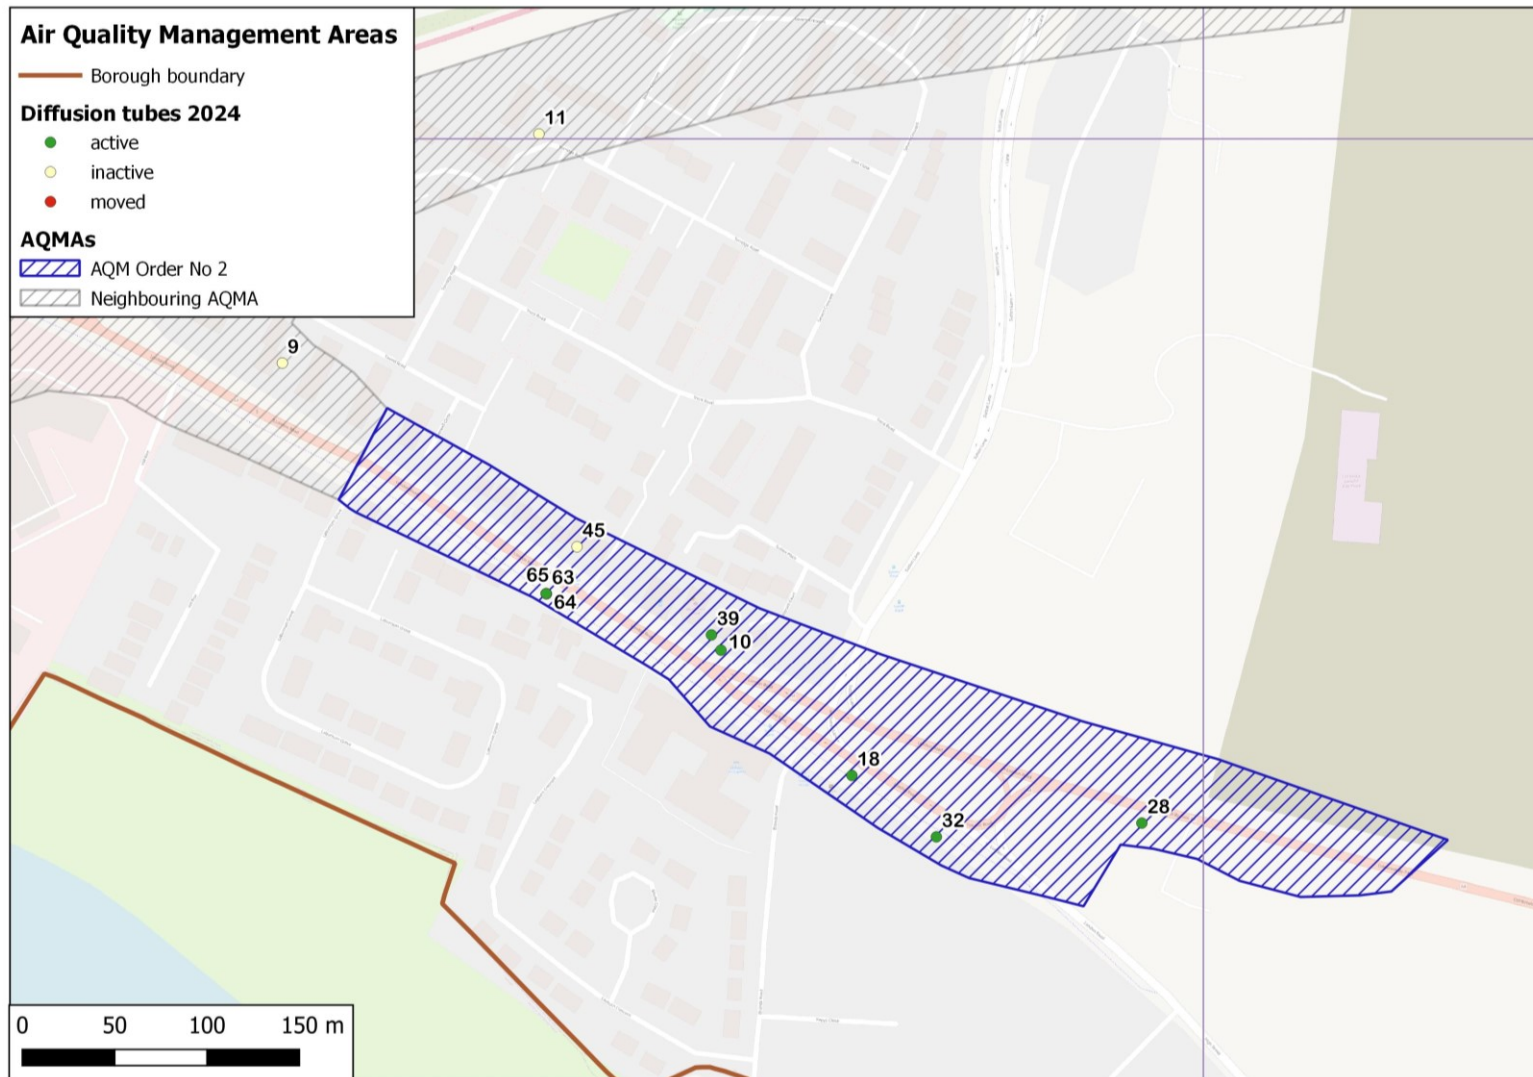 Air Quality Management Areas
Borough boundary
Diffusion tubes 2024
active
inactive
moved
AQMAs
AQM Order No 2
Neighbouring AQMA
11
9
45
65 63
64
39
10
18
32
28
0 50 100 150 m